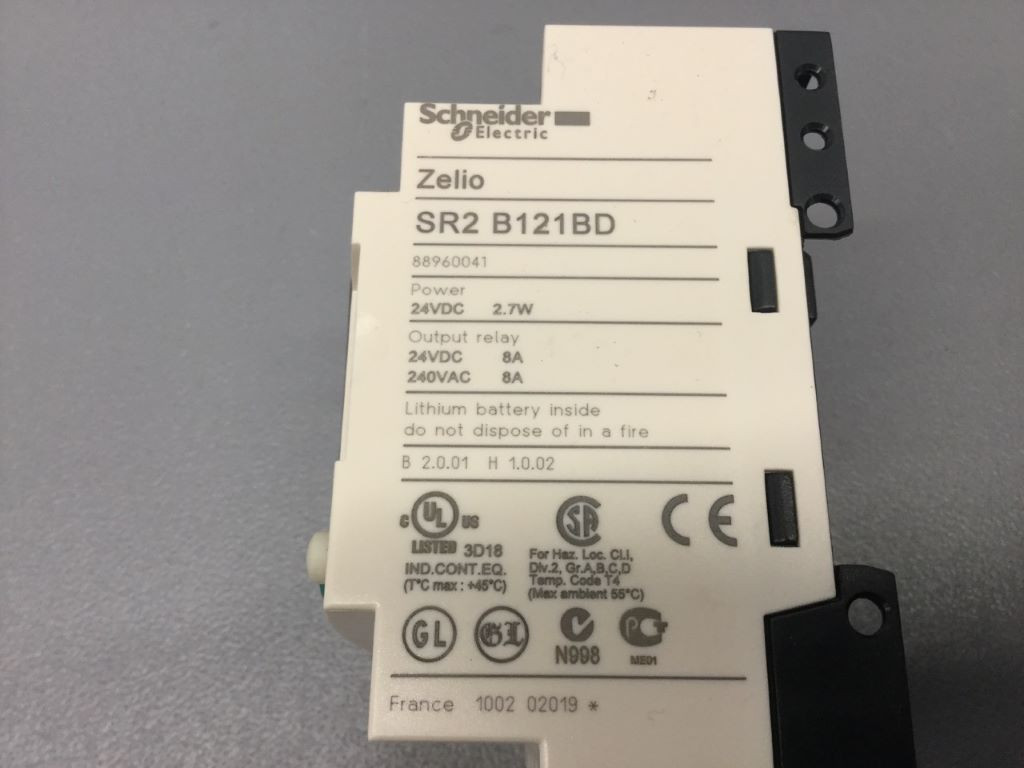 Schneider
Electric
Zelio
SR2 B121BD
88960041
Power
24VDC 2.7W
Output relay
24VDC 8A
240VAC 8A
Lithium battery inside
do not dispose of in a fire
B 2.0.01 H 1.0.02
C UL US
LISTED 3D18
IND.CONT.EQ.
(T°C max : +45°C)
SA
For Haz. Loc. Cl.I,
Div.2, Gr.A,B,C,D
Temp. Code T4
(Max ambient 55°C)
CE
GL
GL
N998
PCT
ME01
France 1002 02019 *